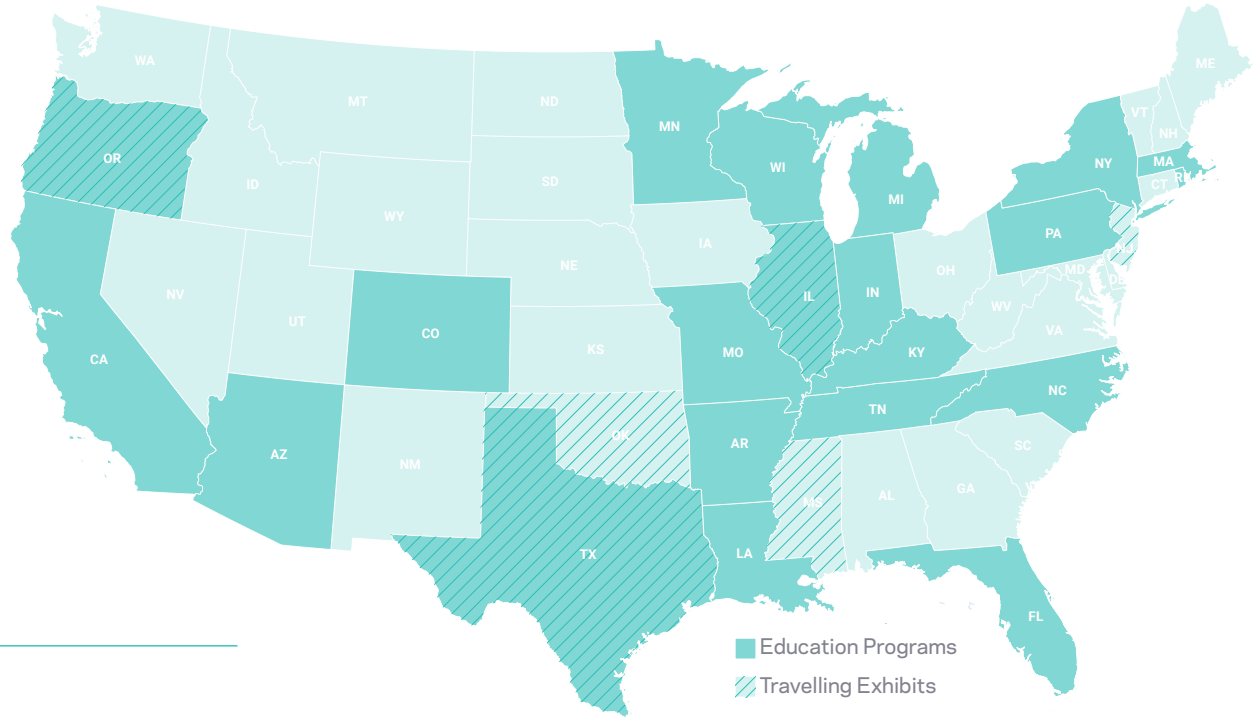 WA
MT
ND
MN
ME
VT
NH
OR
ID
SD
WI
NY
MA
RI
CT
WY
MI
IA
PA
NE
NJ
NV
UT
CO
IL
IN
OH
MD
DE
WV
VA
CA
KS
MO
KY
NC
TN
AZ
NM
OK
AR
SC
MS
AL
GA
TX
LA
FL
Education Programs
Travelling Exhibits